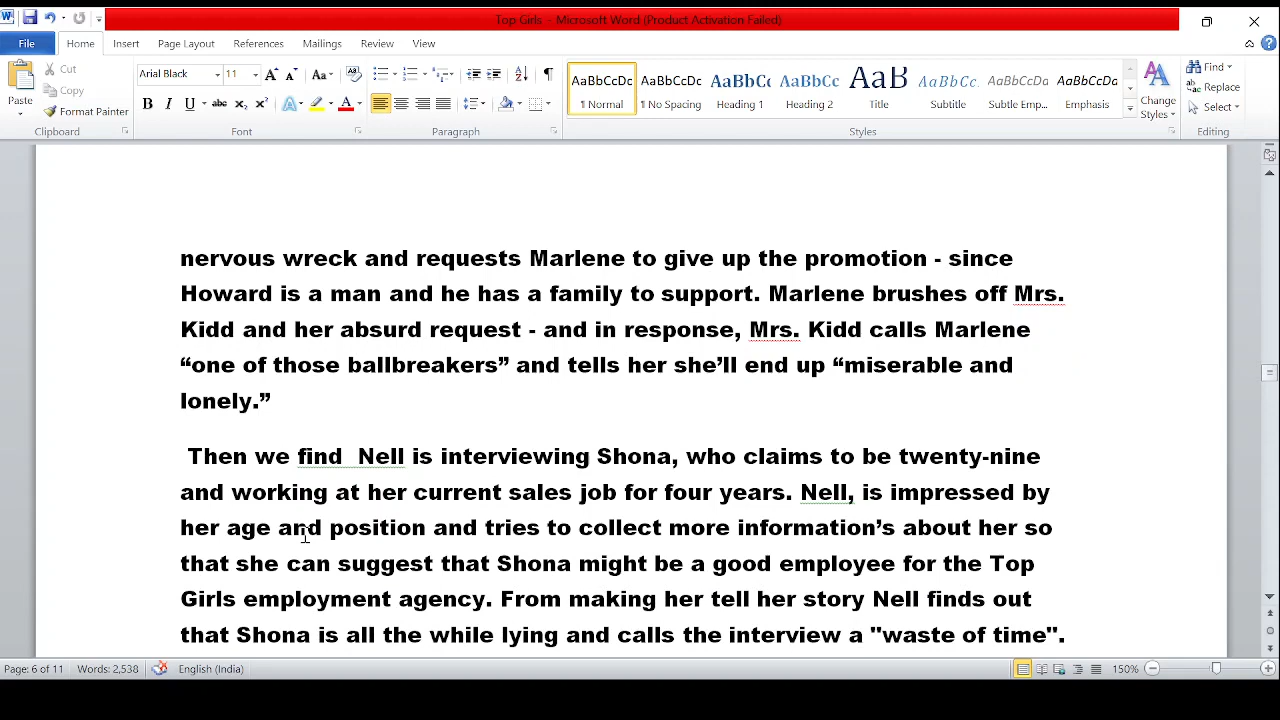 Top Girls - Microsoft Word (Product Activation Failed)
File Home Insert Page Layout References Mailings Review View
Paste Cut Copy Format Painter
Arial Black 11
AaBbCcDc AaBbCcDc AaBbCc AaBbCc AaB AaBbCc. AaBbCcDc AaBbCcDc
¶ Normal ¶ No Spacing Heading 1 Heading 2 Title Subtitle Subtle Em... Emphasis
Change Styles
Find Replace Select
Clipboard Font Paragraph Styles Editing
nervous wreck and requests Marlene to give up the promotion - since
Howard is a man and he has a family to support. Marlene brushes off Mrs.
Kidd and her absurd request - and in response, Mrs. Kidd calls Marlene
“one of those ballbreakers” and tells her she’ll end up “miserable and
lonely.”
Then we find  Nell is interviewing Shona, who claims to be twenty-nine
and working at her current sales job for four years. Nell, is impressed by
her age and position and tries to collect more information’s about her so
that she can suggest that Shona might be a good employee for the Top
Girls employment agency. From making her tell her story Nell finds out
that Shona is all the while lying and calls the interview a "waste of time".
Page: 6 of 11 Words: 2,538 English (India) 150%